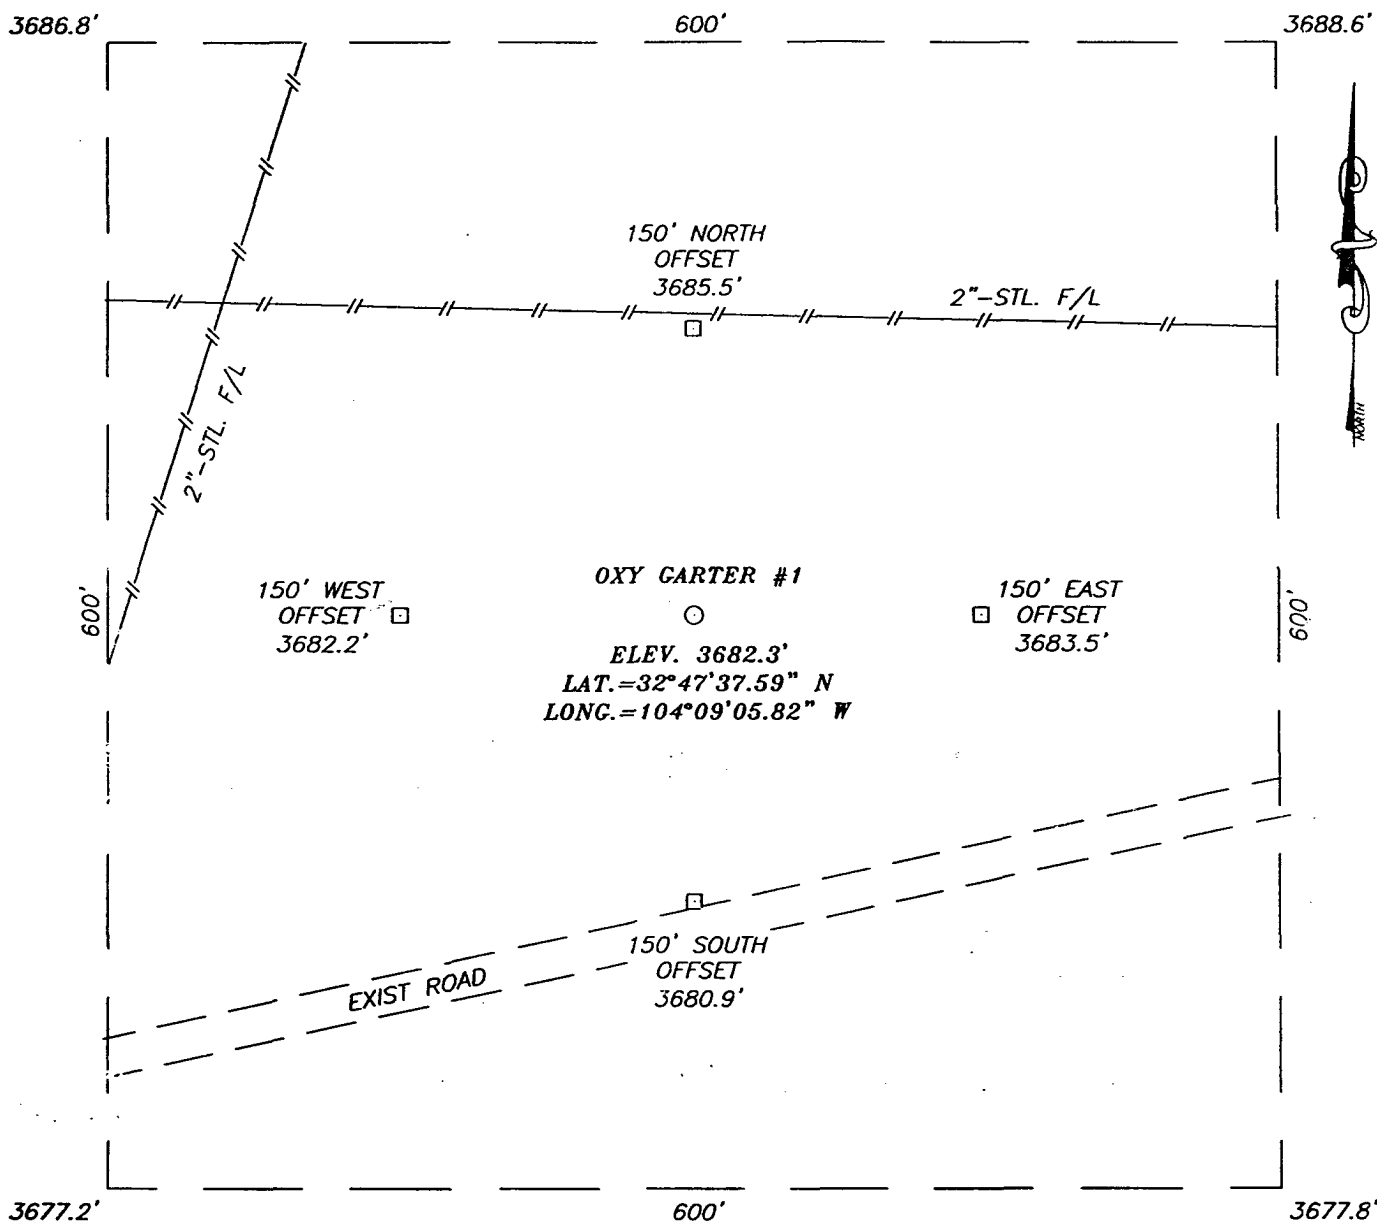 3686.8'
600'
3688.6'
150' NORTH
OFFSET
3685.5'
2"-STL. F/L
NORTH
2"-STL. F/L
600'
150' WEST
OFFSET
3682.2'
OXY GARTER #1
ELEV. 3682.3'
LAT.=32°47'37.59" N
LONG.=104°09'05.82" W
150' EAST
OFFSET
3683.5'
600'
150' SOUTH
OFFSET
3680.9'
EXIST ROAD
3677.2'
600'
3677.8'